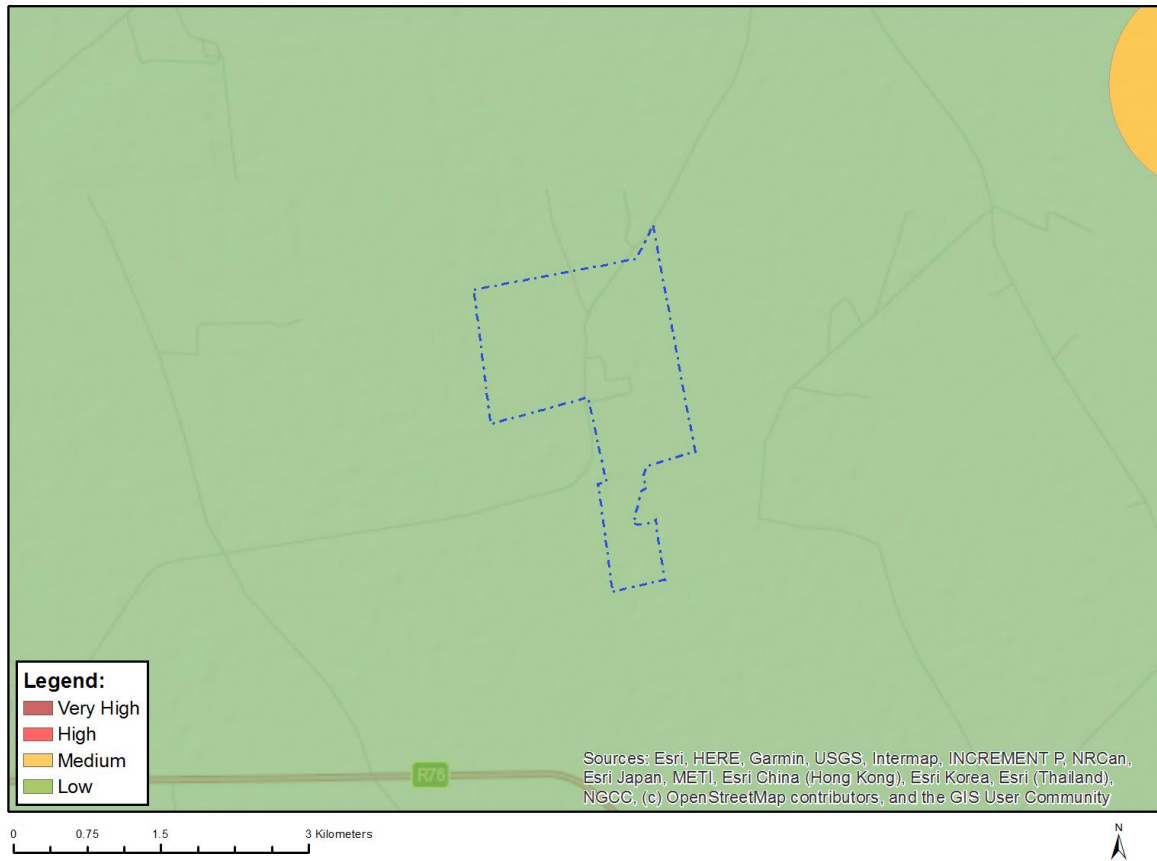 Legend:
Very High
High
Medium
Low
R76
Sources: Esri, HERE, Garmin, USGS, Intermap, INCREMENT P, NRCan,
Esri Japan, METI, Esri China (Hong Kong), Esri Korea, Esri (Thailand),
NGCC, (c) OpenStreetMap contributors, and the GIS User Community
0 0.75 1.5 3 Kilometers
N